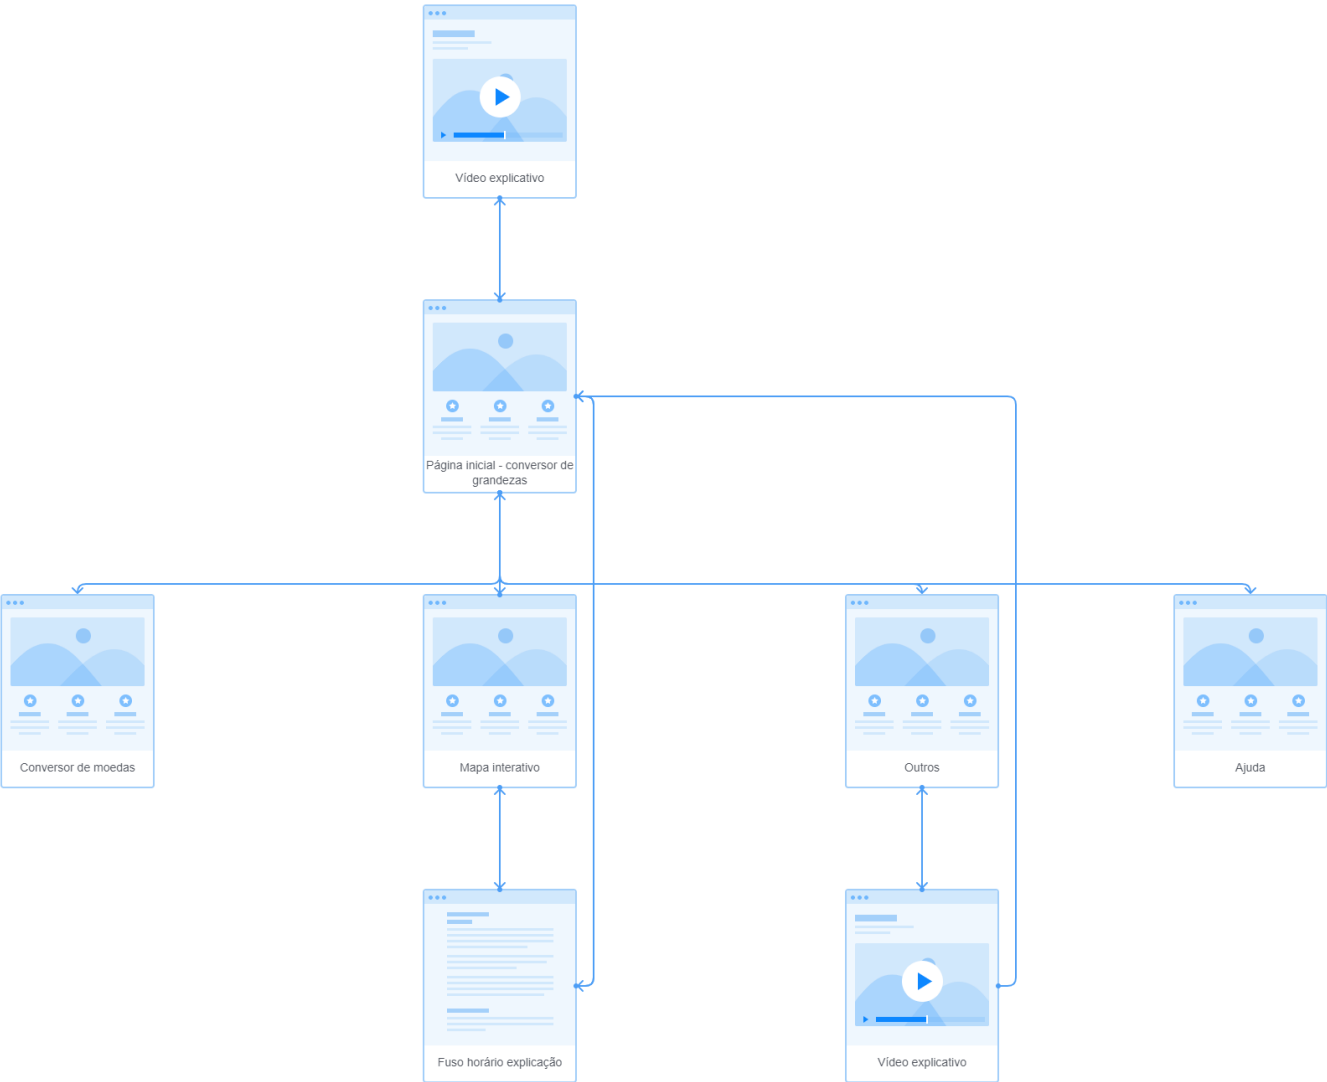 Vídeo explicativo
Página inicial - conversor de
grandezas
Conversor de moedas
Mapa interativo
Outros
Ajuda
Fuso horário explicação
Vídeo explicativo